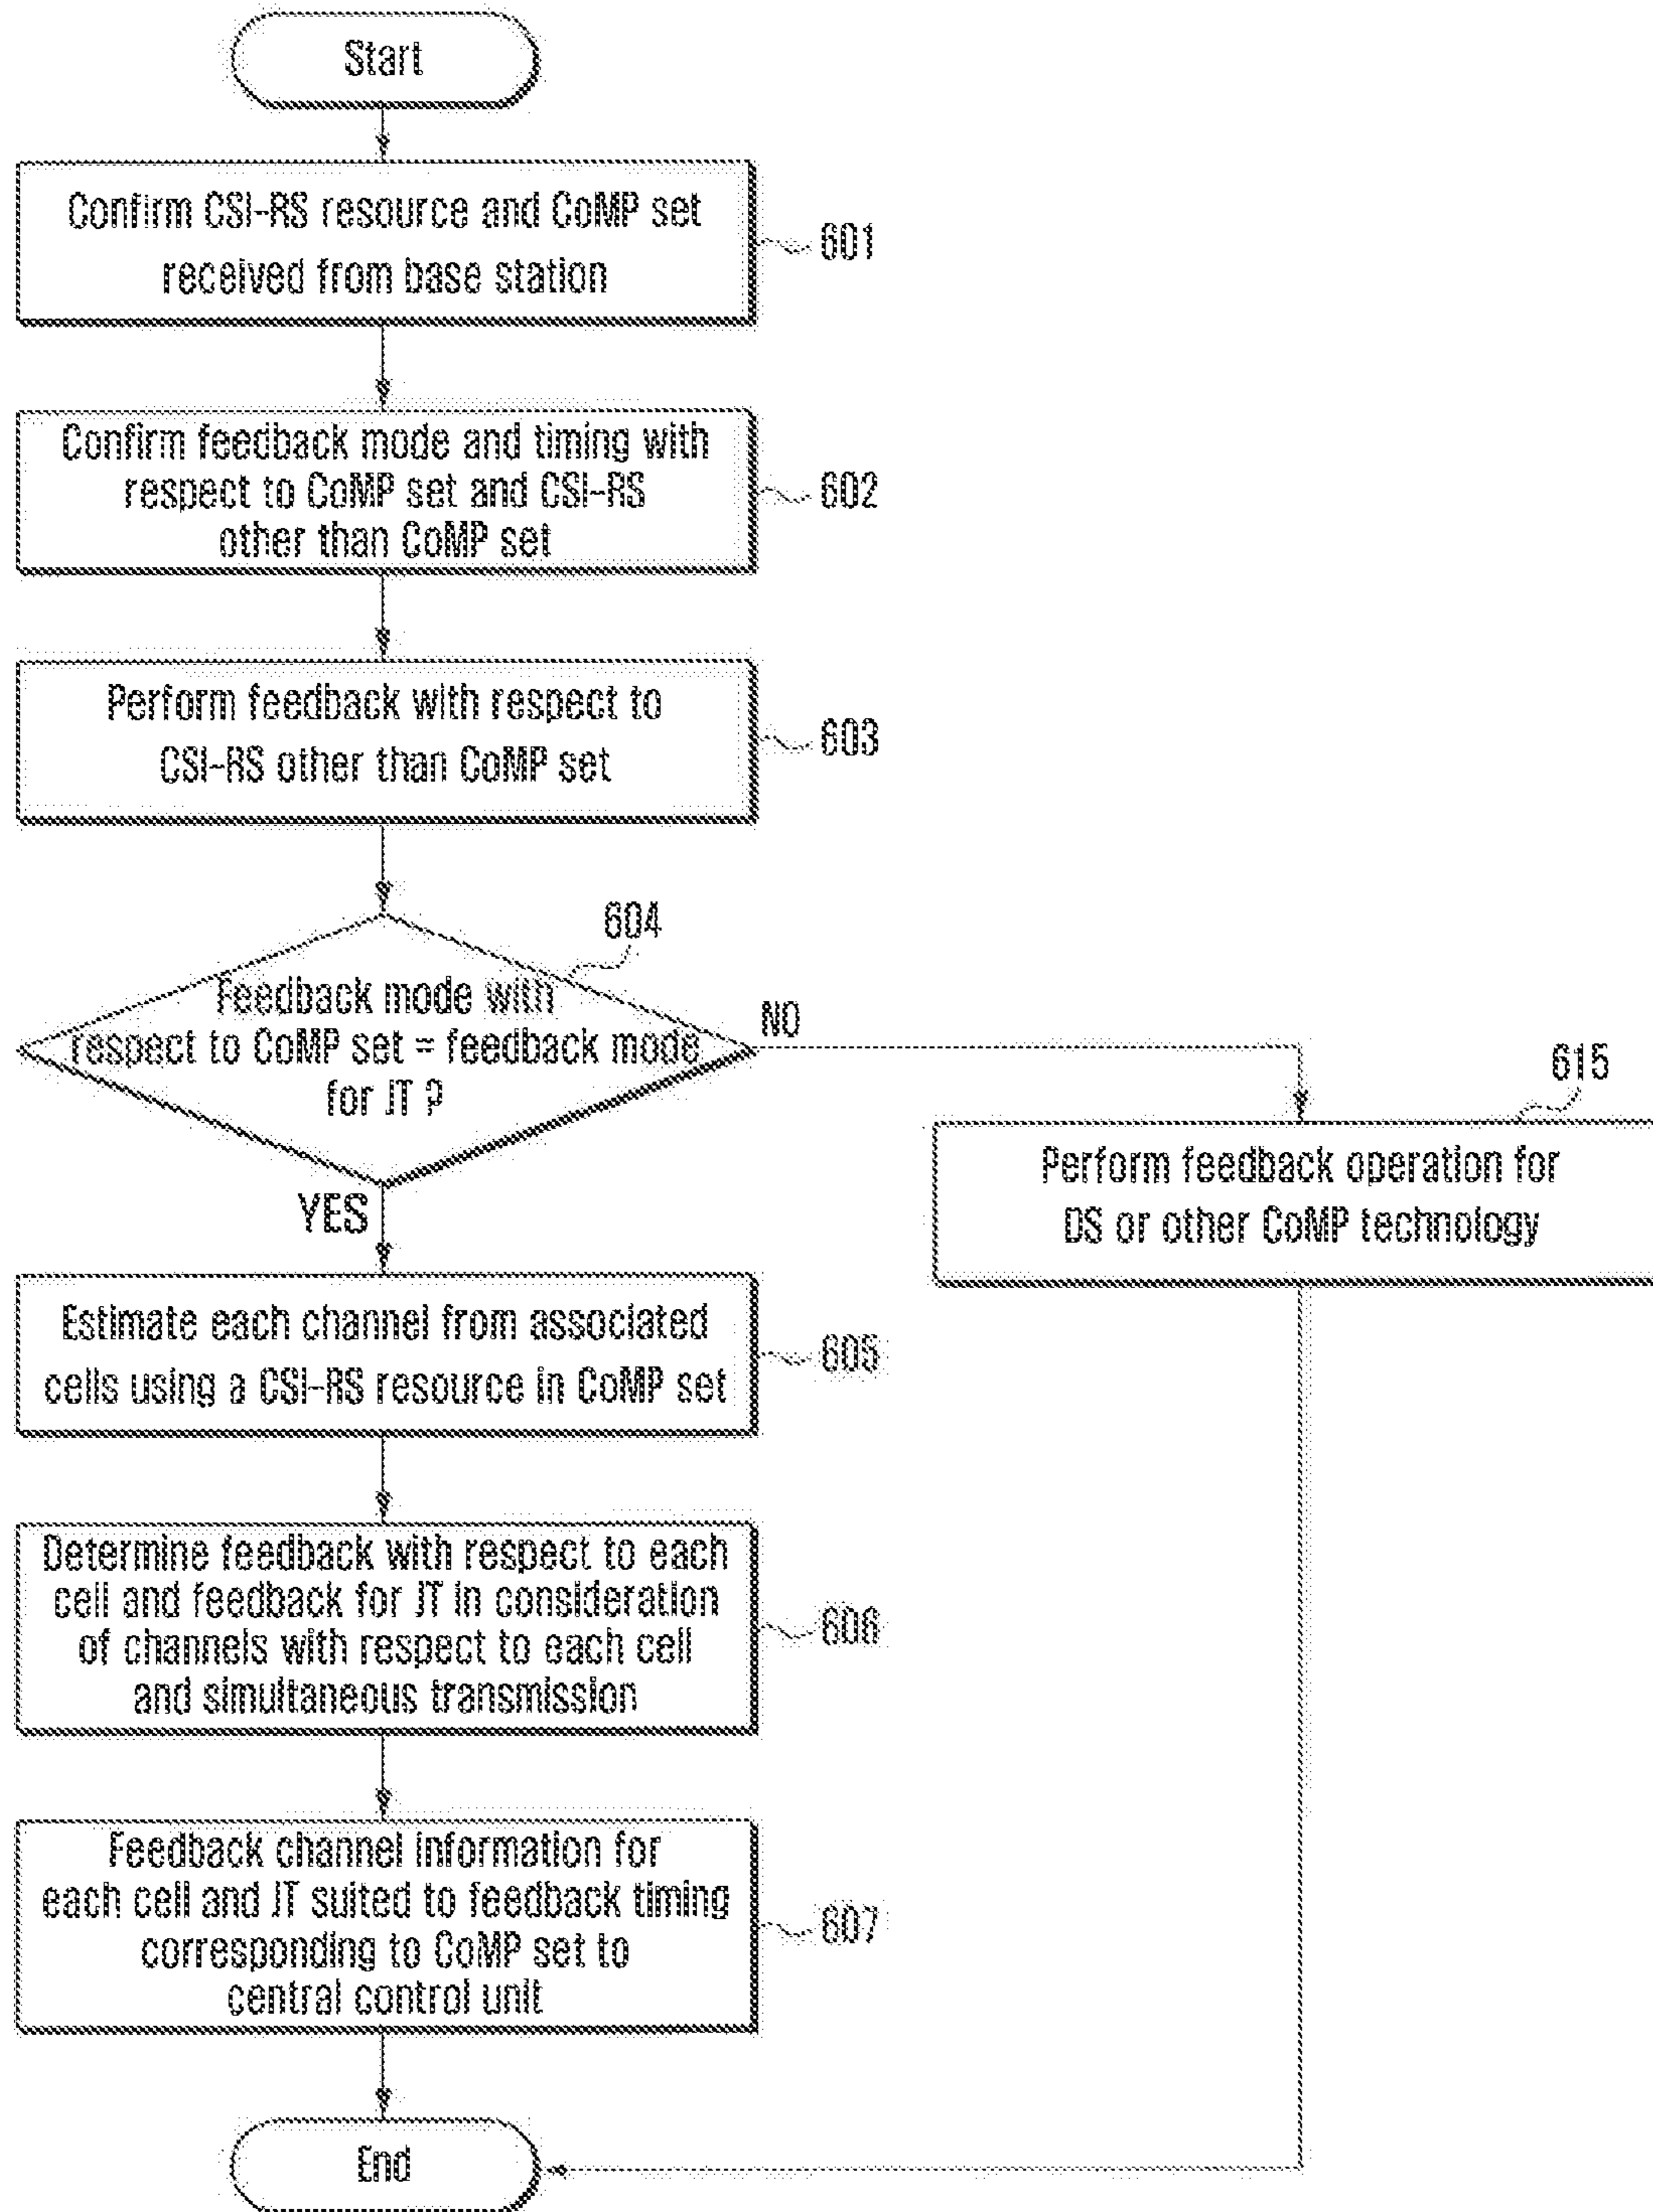 Start
Confirm CSI-RS resource and CoMP set
received from base station
601
Confirm feedback mode and timing with
respect to CoMP set and CSI-RS
other than CoMP set
602
Perform feedback with respect to
CSI-RS other than CoMP set
603
604
Feedback mode with
respect to CoMP set = feedback mode
for JT ?
NO
YES
615
Perform feedback operation for
DS or other CoMP technology
Estimate each channel from associated
cells using a CSI-RS resource in CoMP set
605
Determine feedback with respect to each
cell and feedback for JT in consideration
of channels with respect to each cell
and simultaneous transmission
606
Feedback channel information for
each cell and JT suited to feedback timing
corresponding to CoMP set to
central control unit
607
End